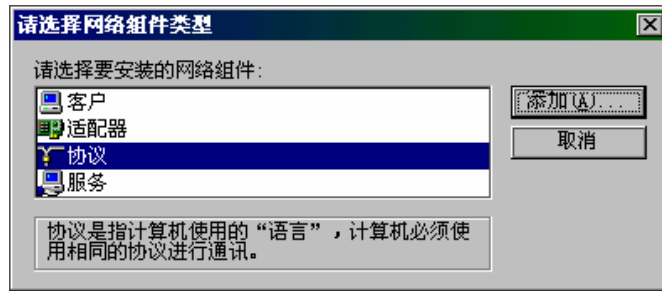 请选择网络组件类型
请选择要安装的网络组件:
客户
适配器
协议
服务
添加(A)...
取消
协议是指计算机使用的“语言”，计算机必须使
用相同的协议进行通讯。